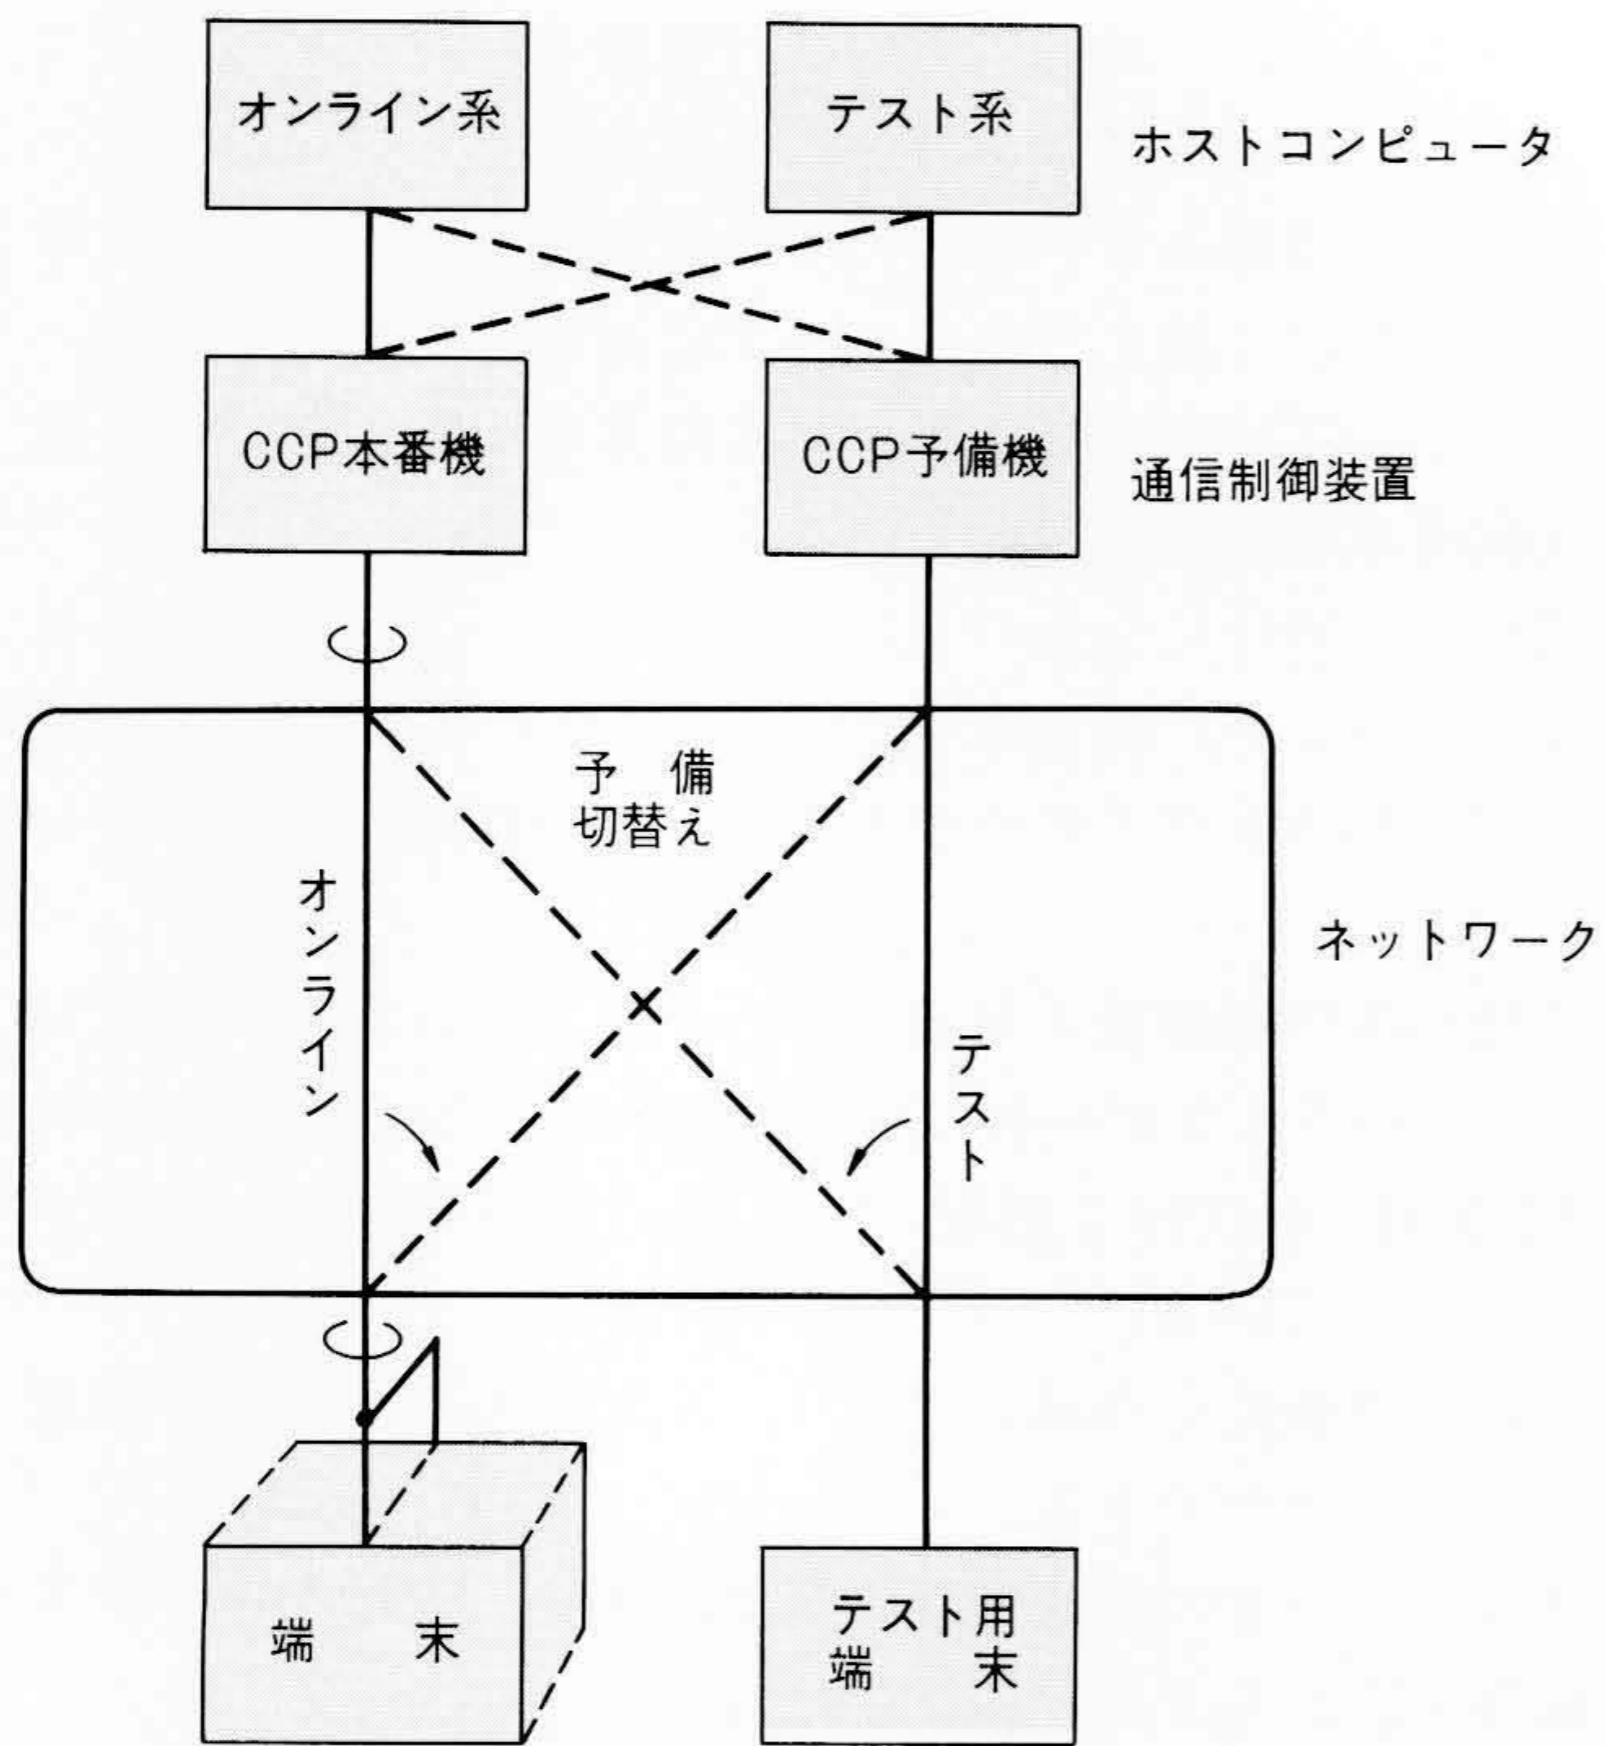 オンライン系
テスト系
ホストコンピュータ
CCP本番機
CCP予備機
通信制御装置
予 備
切替え
オンライン
ネットワーク
テスト
端 末
テスト用
端 末